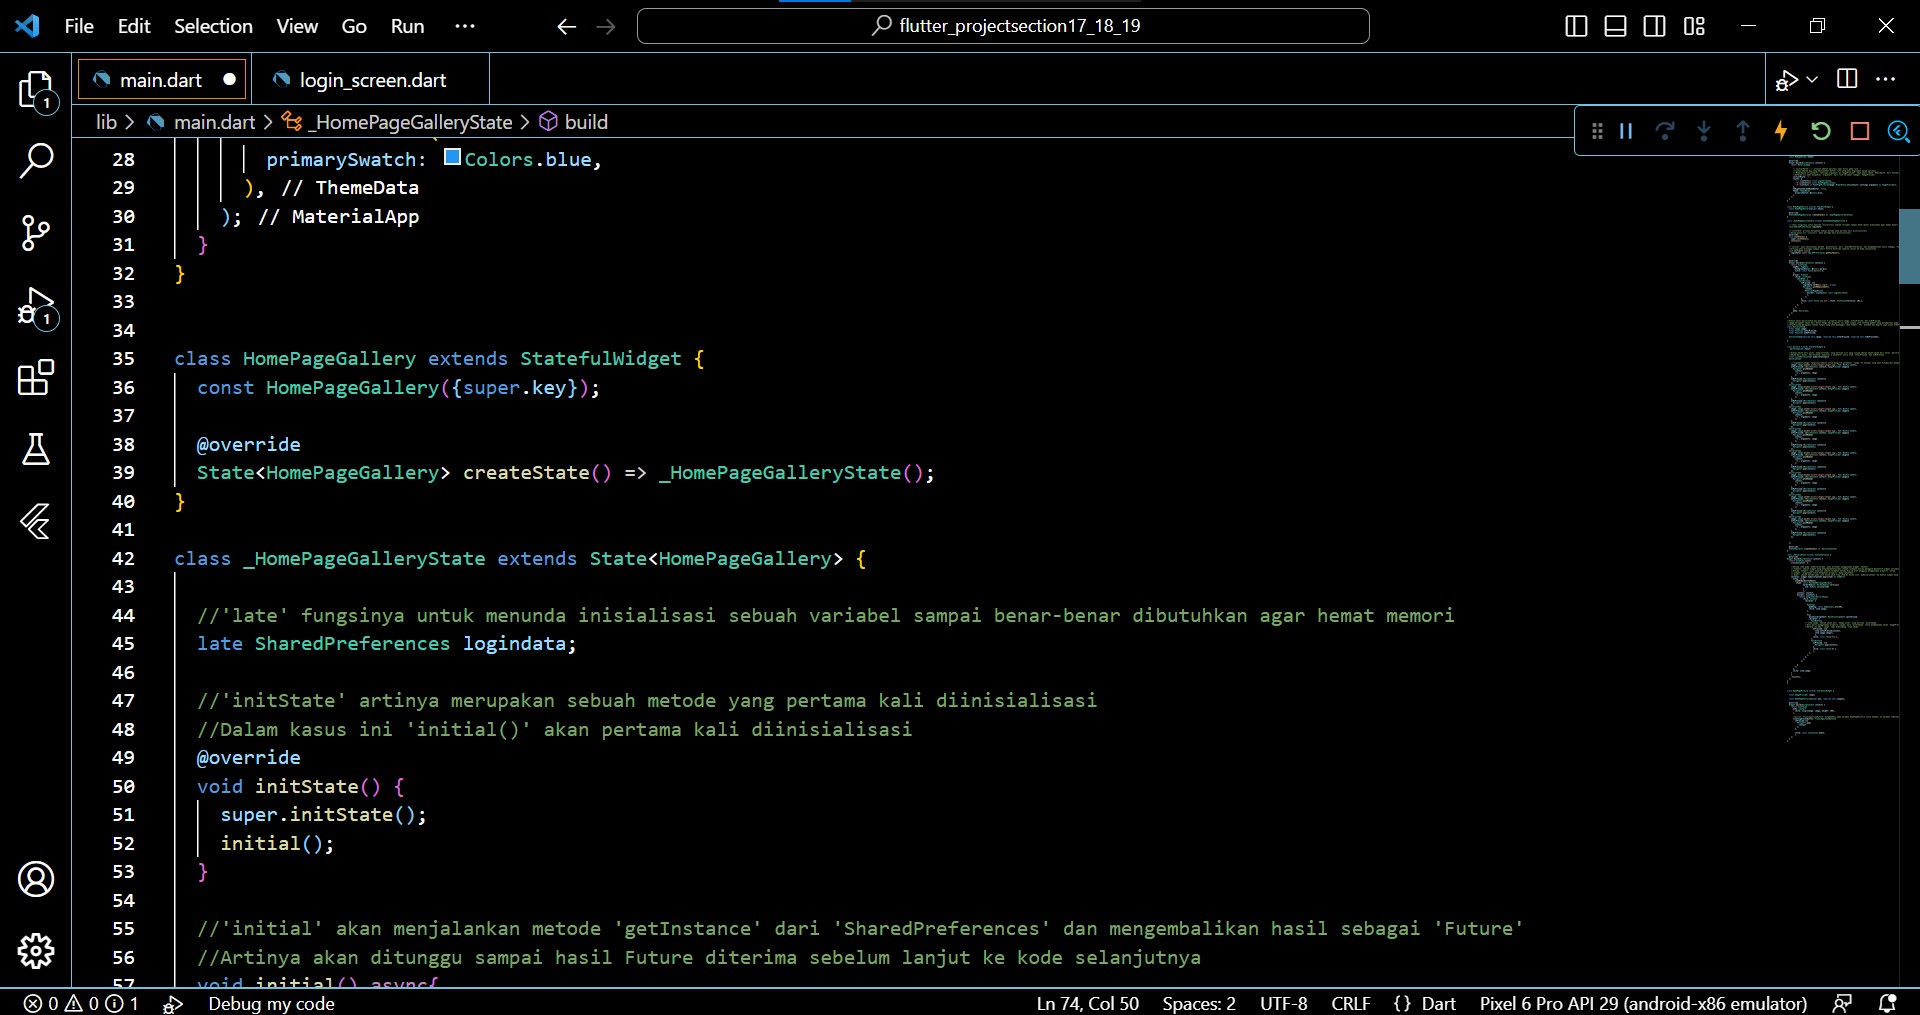 File Edit Selection View Go Run ··· flutter_projectsection17_18_19
main.dart login_screen.dart
lib > main.dart > _HomePageGalleryState > build
28 primarySwatch: Colors.blue,
29 ), // ThemeData
30 ); // MaterialApp
31 }
32 }
33
34
35 class HomePageGallery extends StatefulWidget {
36 const HomePageGallery({super.key});
37
38 @override
39 State<HomePageGallery> createState() => _HomePageGalleryState();
40 }
41
42 class _HomePageGalleryState extends State<HomePageGallery> {
43
44 //'late' fungsinya untuk menunda inisialisasi sebuah variabel sampai benar-benar dibutuhkan agar hemat memori
45 late SharedPreferences logindata;
46
47 //'initState' artinya merupakan sebuah metode yang pertama kali diinisialisasi
48 //Dalam kasus ini 'initial()' akan pertama kali diinisialisasi
49 @override
50 void initState() {
51 super.initState();
52 initial();
53 }
54
55 //'initial' akan menjalankan metode 'getInstance' dari 'SharedPreferences' dan mengembalikan hasil sebagai 'Future'
56 //Artinya akan ditunggu sampai hasil Future diterima sebelum lanjut ke kode selanjutnya
57 void initial() async{
1
1
0 0 1 Debug my code Ln 74, Col 50 Spaces: 2 UTF-8 CRLF {} Dart Pixel 6 Pro API 29 (android-x86 emulator)